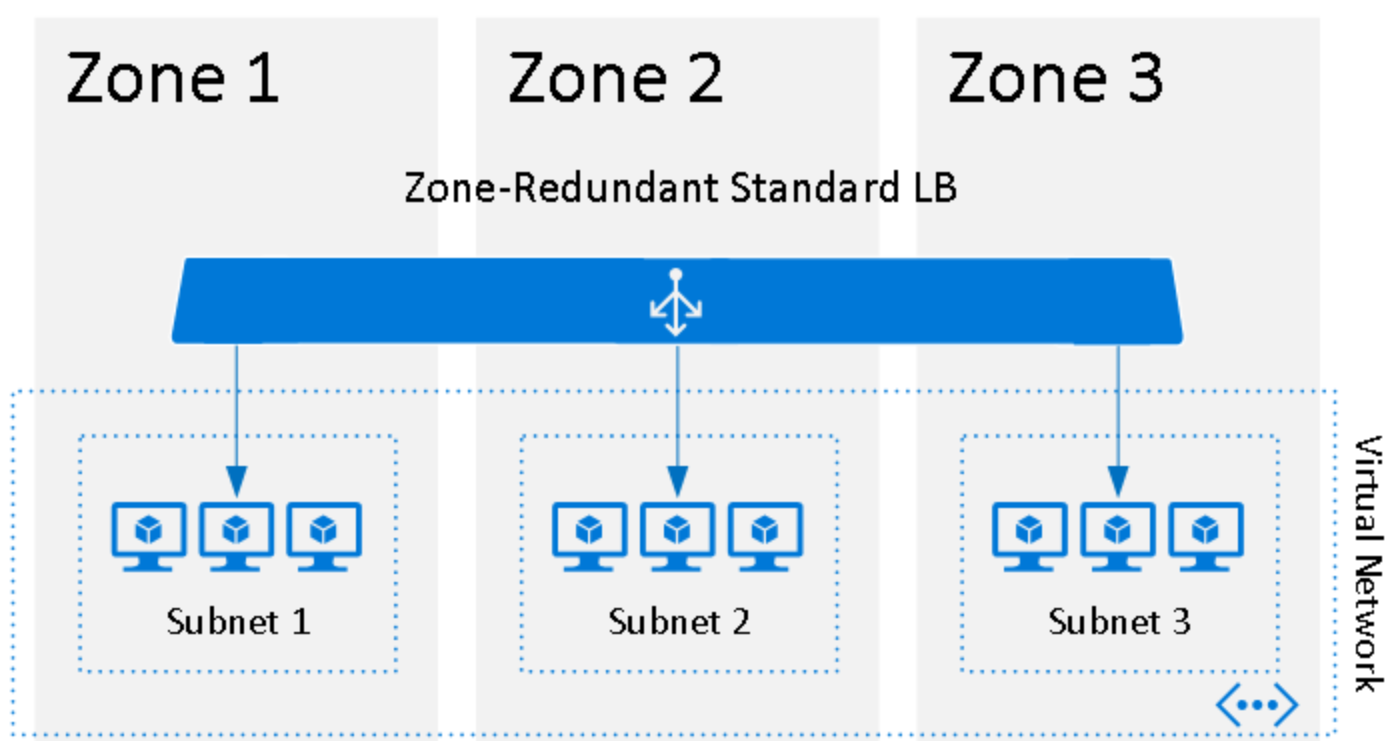 Zone 1
Zone 2
Zone 3
Zone-Redundant Standard LB
Subnet 1
Subnet 2
Subnet 3
Virtual Network